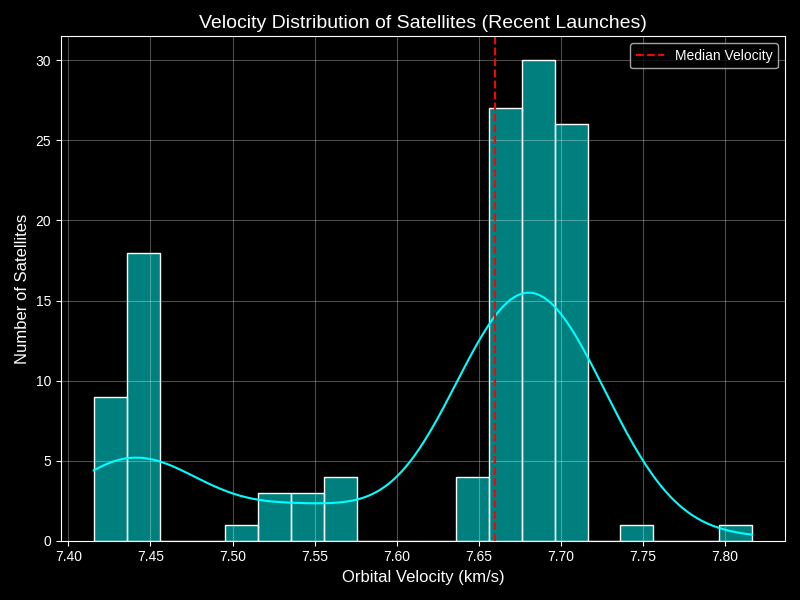 Velocity Distribution of Satellites (Recent Launches)
Median Velocity
30
25
20
15
10
5
0
Number of Satellites
7.40 7.45 7.50 7.55 7.60 7.65 7.70 7.75 7.80
Orbital Velocity (km/s)